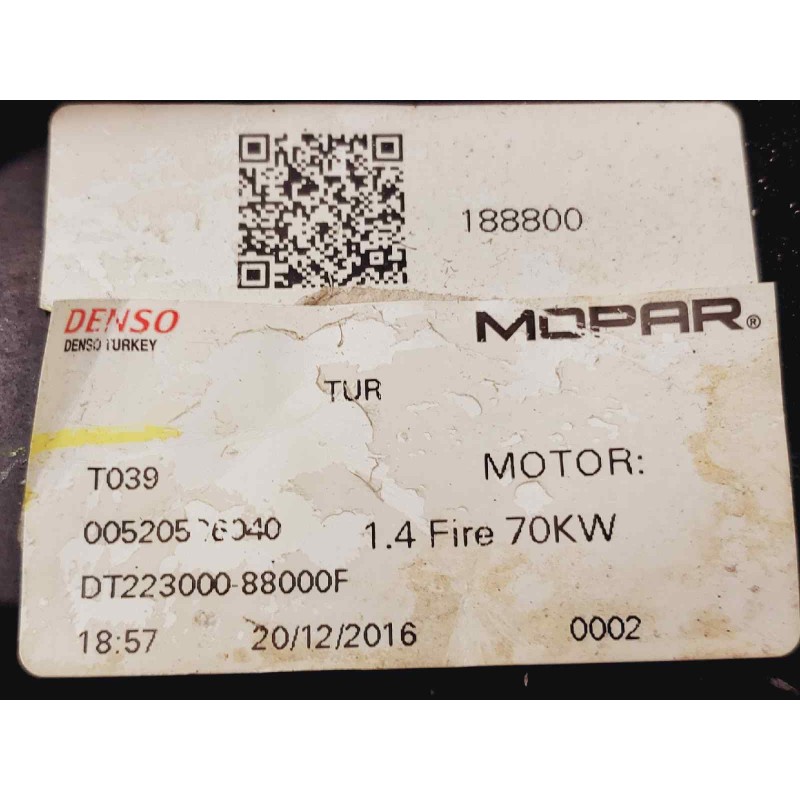 188800
DENSO
DENSO TURKEY
MOPAR®
TUR
T039
MOTOR:
1.4 Fire 70KW
DT223000-88000F
18:57 20/12/2016 0002